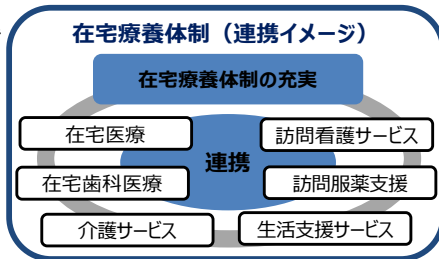 在宅療養体制（連携イメージ）
在宅療養体制の充実
在宅医療
訪問看護サービス
連携
在宅歯科医療
訪問服薬支援
介護サービス
生活支援サービス